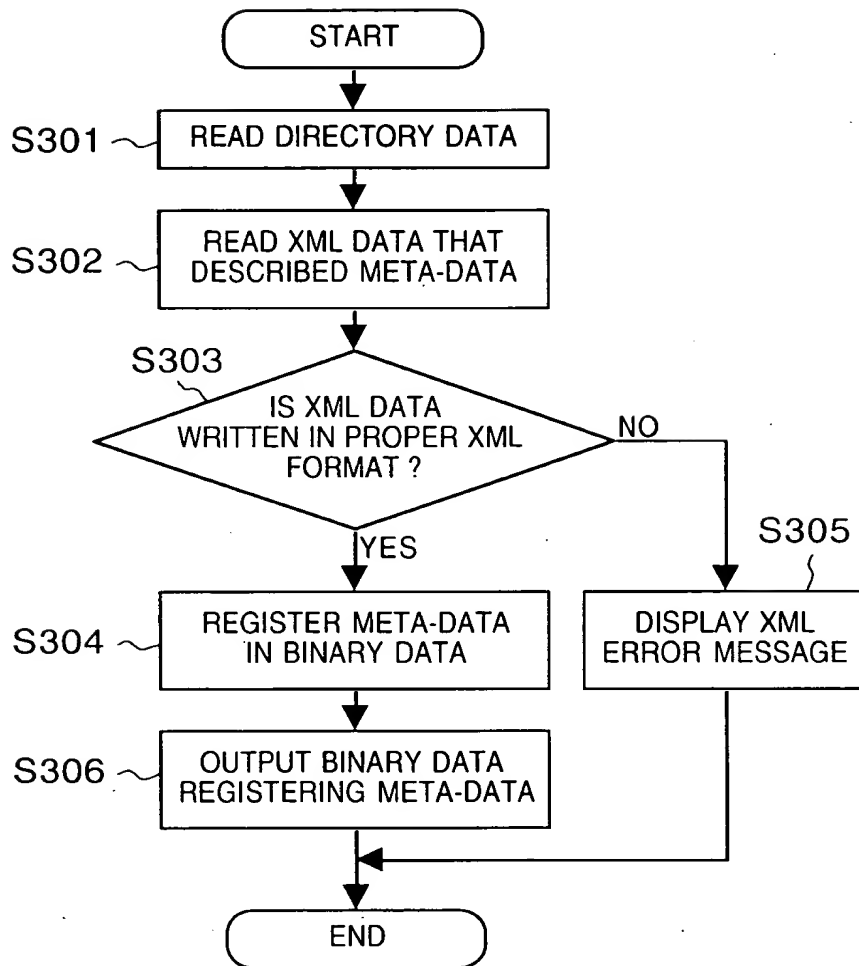 START
S301
READ DIRECTORY DATA
S302
READ XML DATA THAT
DESCRIBED META-DATA
S303
IS XML DATA
WRITTEN IN PROPER XML
FORMAT ?
NO
YES
S305
S304
REGISTER META-DATA
IN BINARY DATA
DISPLAY XML
ERROR MESSAGE
S306
OUTPUT BINARY DATA
REGISTERING META-DATA
END